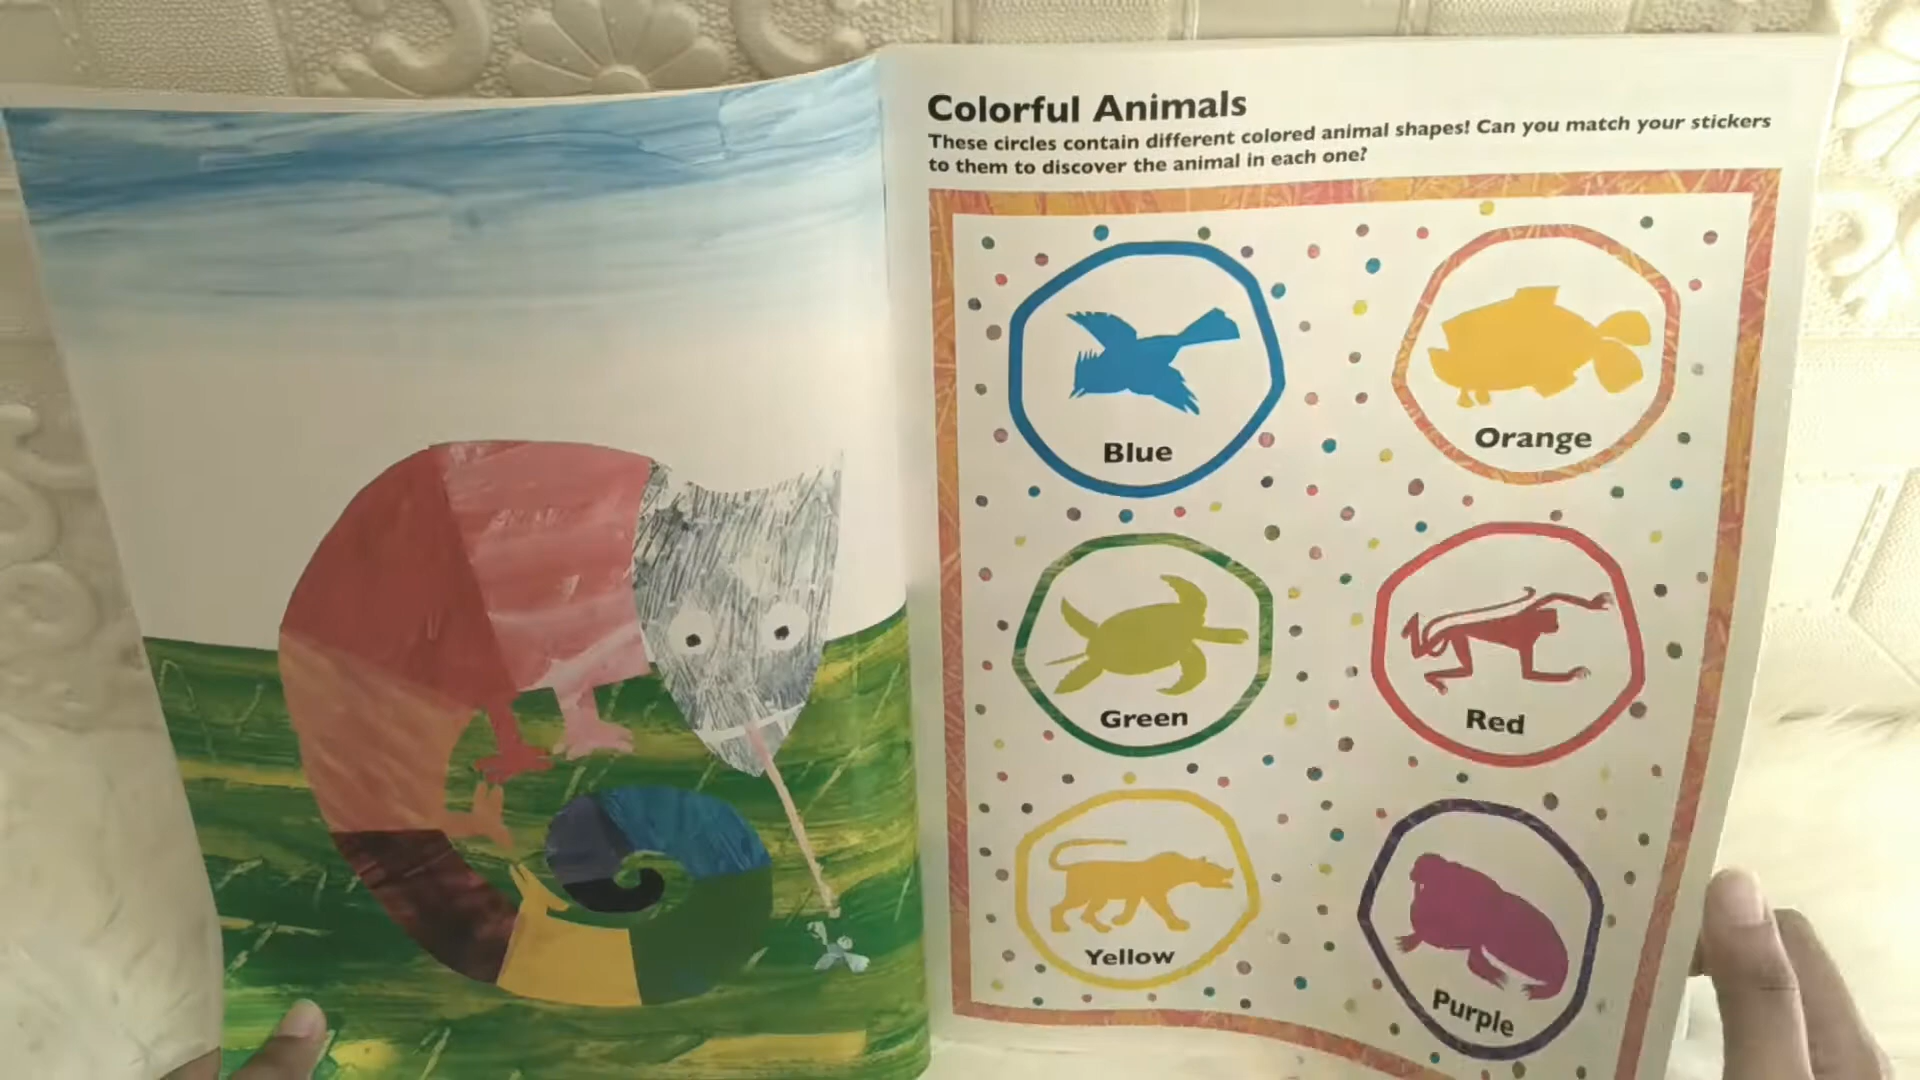 Colorful Animals
These circles contain different colored animal shapes! Can you match your stickers
to them to discover the animal in each one?
Blue
Orange
Green
Red
Yellow
Purple